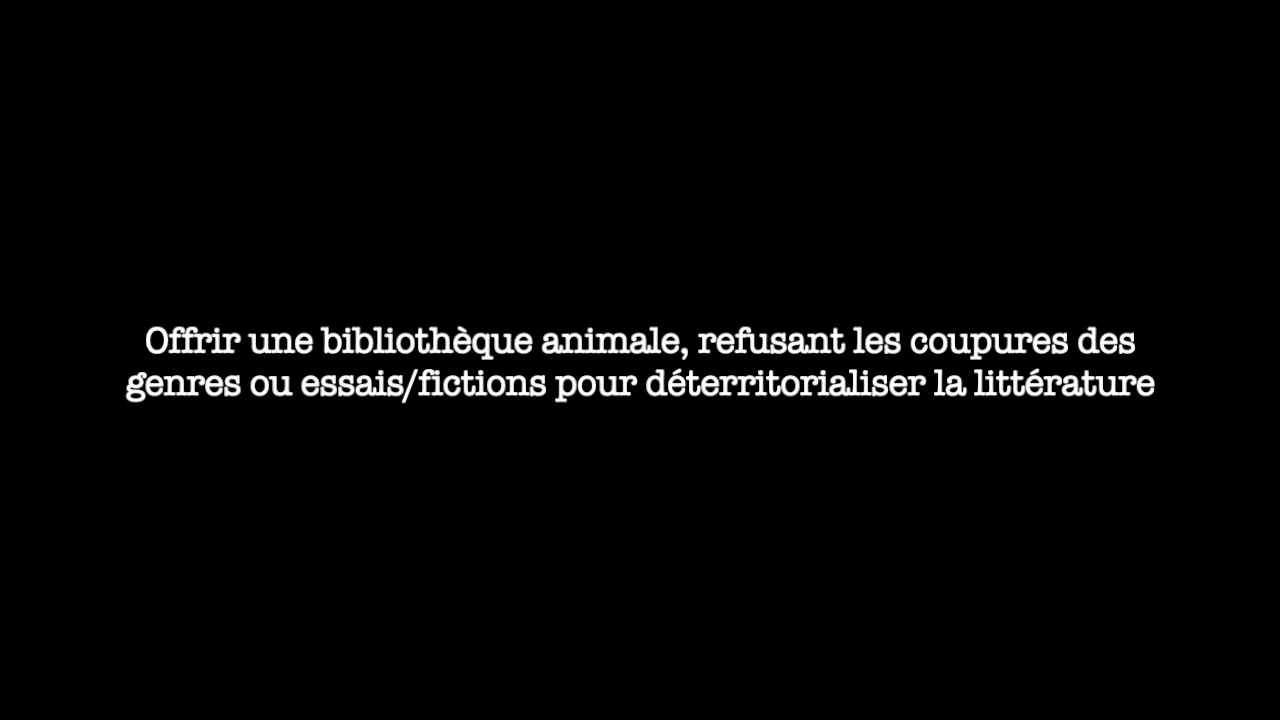 Offrir une bibliothèque animale, refusant les coupures des
genres ou essais/fictions pour déterritorialiser la littérature